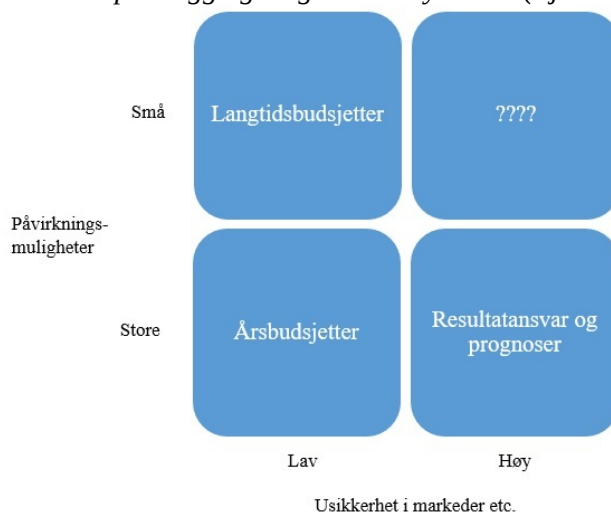 Små
Langtidsbudsjetter
????
Påvirknings-
muligheter
Store
Årsbudsjetter
Resultatansvar og
prognoser
Lav
Høy
Usikkerhet i markeder etc.